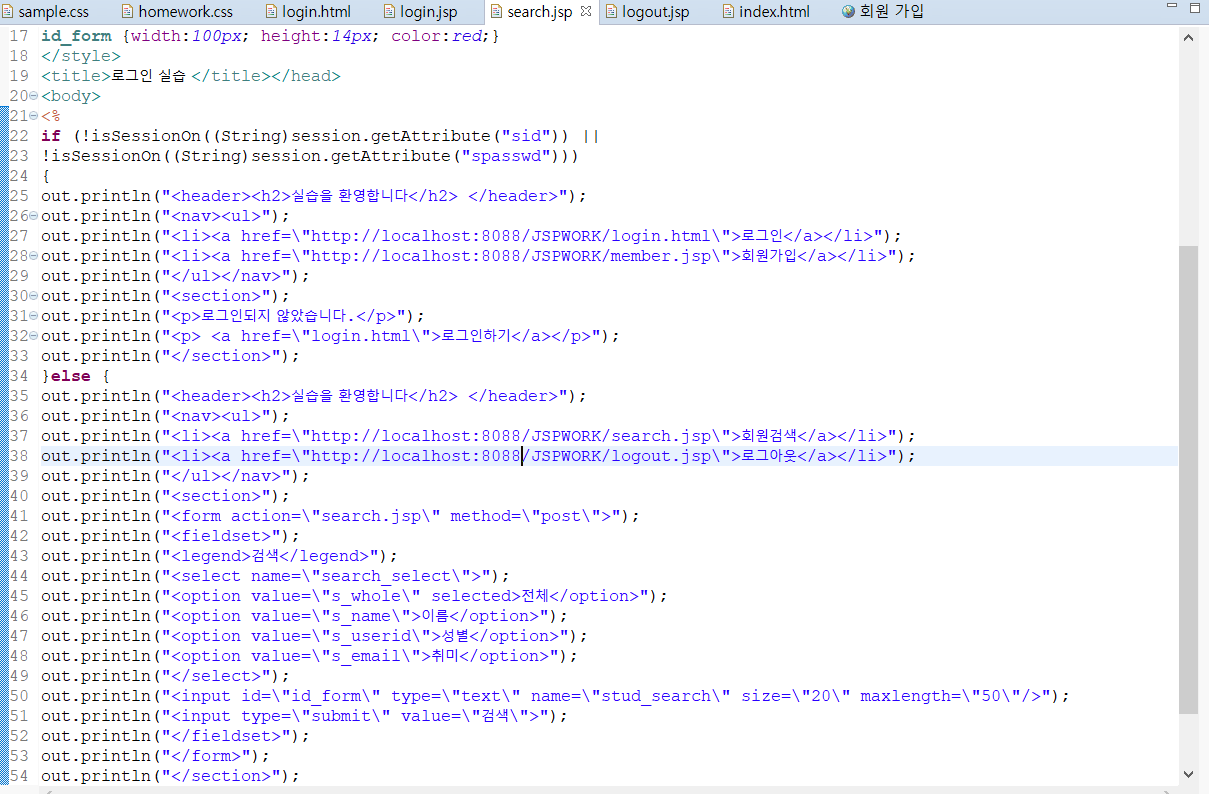 sample.css homework.css login.html login.jsp search.jsp logout.jsp index.html 회원 가입
17 id_form {width:100px; height:14px; color:red;}
18 </style>
19 <title>로그인 실습 </title></head>
20 <body>
21 <%
22 if (!isSessionOn((String)session.getAttribute("sid")) ||
23 !isSessionOn((String)session.getAttribute("spasswd")))
24 {
25 out.println("<header><h2>실습을 환영합니다</h2> </header>");
26 out.println("<nav><ul>");
27 out.println("<li><a href=\"http://localhost:8088/JSPWORK/login.html\">로그인</a></li>");
28 out.println("<li><a href=\"http://localhost:8088/JSPWORK/member.jsp\">회원가입</a></li>");
29 out.println("</ul></nav>");
30 out.println("<section>");
31 out.println("<p>로그인되지 않았습니다.</p>");
32 out.println("<p> <a href=\"login.html\">로그인하기</a></p>");
33 out.println("</section>");
34 }else {
35 out.println("<header><h2>실습을 환영합니다</h2> </header>");
36 out.println("<nav><ul>");
37 out.println("<li><a href=\"http://localhost:8088/JSPWORK/search.jsp\">회원검색</a></li>");
38 out.println("<li><a href=\"http://localhost:8088/JSPWORK/logout.jsp\">로그아웃</a></li>");
39 out.println("</ul></nav>");
40 out.println("<section>");
41 out.println("<form action=\"search.jsp\" method=\"post\">");
42 out.println("<fieldset>");
43 out.println("<legend>검색</legend>");
44 out.println("<select name=\"search_select\">");
45 out.println("<option value=\"s_whole\" selected>전체</option>");
46 out.println("<option value=\"s_name\">이름</option>");
47 out.println("<option value=\"s_userid\">성별</option>");
48 out.println("<option value=\"s_email\">취미</option>");
49 out.println("</select>");
50 out.println("<input id=\"id_form\" type=\"text\" name=\"stud_search\" size=\"20\" maxlength=\"50\"/>");
51 out.println("<input type=\"submit\" value=\"검색\">");
52 out.println("</fieldset>");
53 out.println("</form>");
54 out.println("</section>");